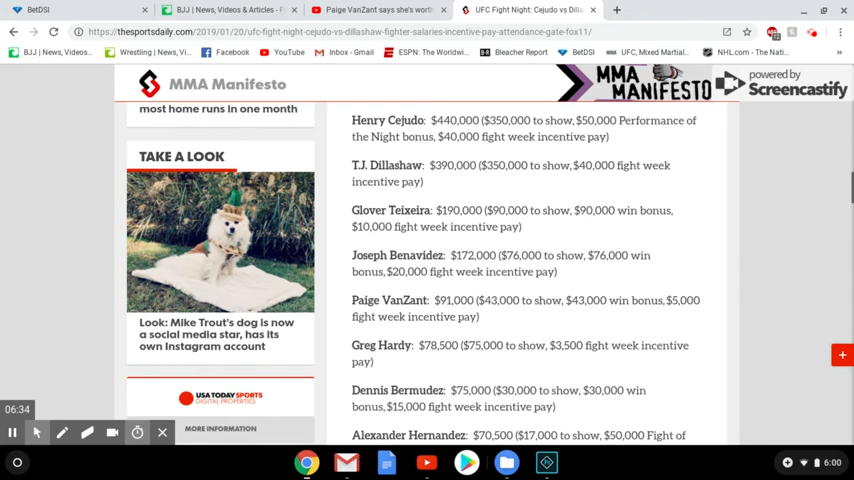 BetDSI
BJJ | News, Videos & Articles - Fl
Paige VanZant says she's worth
UFC Fight Night: Cejudo vs Dilla
https://thesportsdaily.com/2019/01/20/ufc-fight-night-cejudo-vs-dillashaw-fighter-salaries-incentive-pay-attendance-gate-fox11/
BJJ | News, Videos...
Wrestling | News, Vi...
Facebook
YouTube
Inbox - Gmail
ESPN: The Worldwi...
Bleacher Report
BetDSI
UFC, Mixed Martial...
NHL.com - The Nati...
MMA Manifesto
MMA
MANIFESTO
powered by
Screencastify
most home runs in one month
TAKE A LOOK
Look: Mike Trout's dog is now
a social media star, has its
own Instagram account
USA TODAY SPORTS
DIGITAL PROPERTIES
MORE INFORMATION
Henry Cejudo: $440,000 ($350,000 to show, $50,000 Performance of
the Night bonus, $40,000 fight week incentive pay)
T.J. Dillashaw: $390,000 ($350,000 to show, $40,000 fight week
incentive pay)
Glover Teixeira: $190,000 ($90,000 to show, $90,000 win bonus,
$10,000 fight week incentive pay)
Joseph Benavidez: $172,000 ($76,000 to show, $76,000 win
bonus, $20,000 fight week incentive pay)
Paige VanZant: $91,000 ($43,000 to show, $43,000 win bonus, $5,000
fight week incentive pay)
Greg Hardy: $78,500 ($75,000 to show, $3,500 fight week incentive
pay)
Dennis Bermudez: $75,000 ($30,000 to show, $30,000 win
bonus, $15,000 fight week incentive pay)
Alexander Hernandez: $70,500 ($17,000 to show, $50,000 Fight of
06:34
6:00